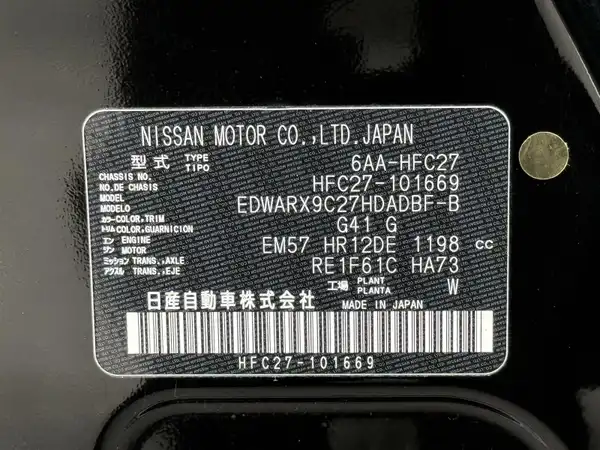 NISSAN MOTOR CO.,LTD.JAPAN
型式 TYPE TIPO 6AA-HFC27
CHASSIS NO. NO.DE CHASIS HFC27-101669
MODEL MODELO EDWARX9C27HDADBF-B
カラー COLOR,TRIM トリム COLOR,GUARNICION G41 G
エンジン ENGINE MOTOR EM57 HR12DE 1198 cc
ミッション TRANS.,AXLE アクスル TRANS.,EJE RE1F61C HA73
工場 PLANT PLANTA W
日産自動車株式会社 MADE IN JAPAN
HFC27-101669